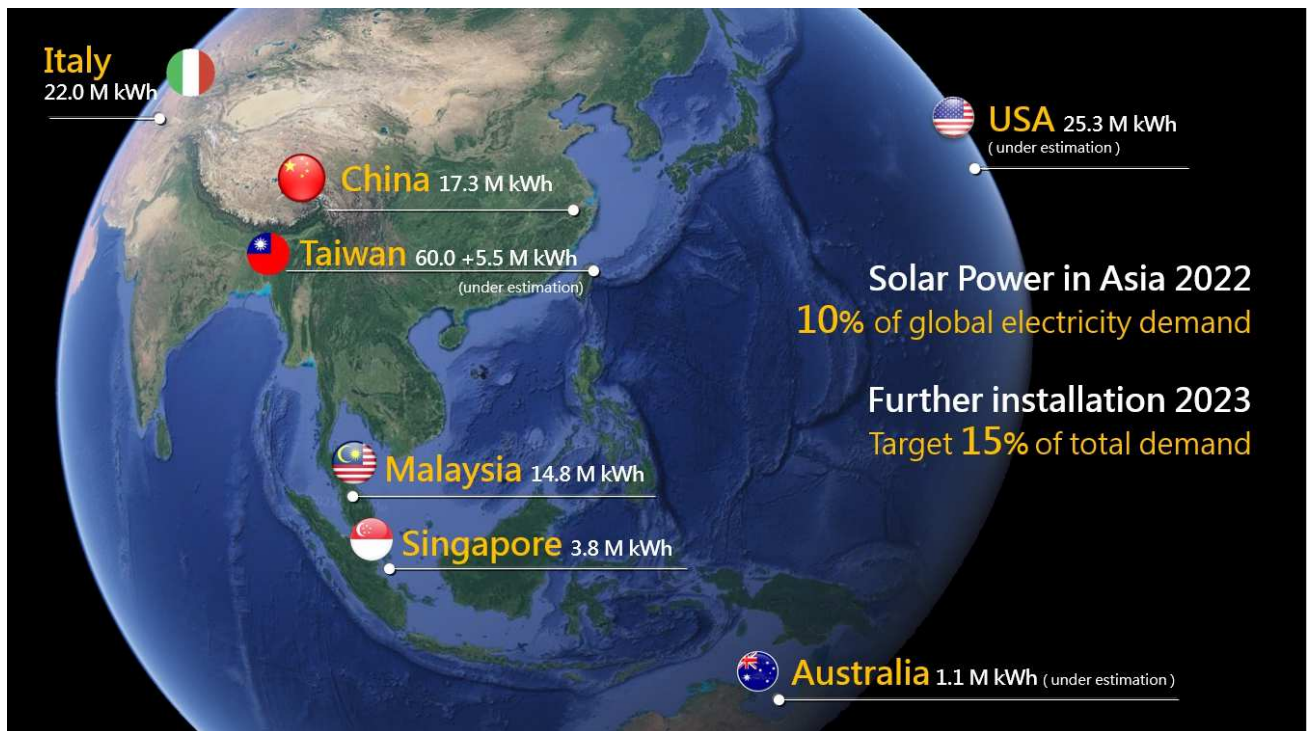 Italy
22.0 M kWh
USA 25.3 M kWh
( under estimation )
China 17.3 M kWh
Taiwan 60.0 +5.5 M kWh
(under estimation)
Solar Power in Asia 2022
10% of global electricity demand
Further installation 2023
Target 15% of total demand
Malaysia 14.8 M kWh
Singapore 3.8 M kWh
Australia 1.1 M kWh ( under estimation )